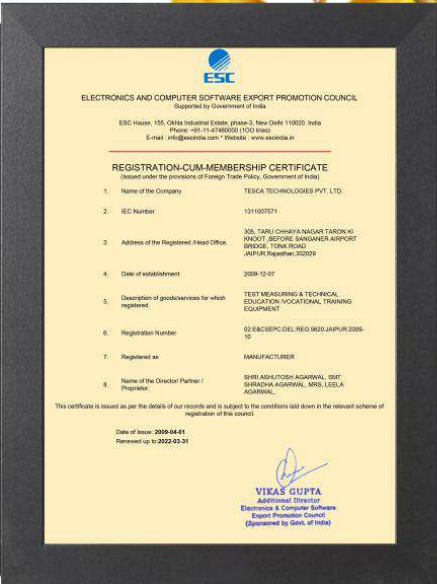 ESC
ELECTRONICS AND COMPUTER SOFTWARE EXPORT PROMOTION COUNCIL
Supported by Government of India
ESC House, 155, Okhla Industrial Estate, phase-3, New Delhi 110020. India
Phone: +91-11-47480000 (1OO lines)
E-mail : info@escindia.com * Website : www.escindia.in
REGISTRATION-CUM-MEMBERSHIP CERTIFICATE
(Issued under the provisions of Foreign Trade Policy, Government of India)
1. Name of the Company TESCA TECHNOLOGIES PVT. LTD.
2. IEC Number 1311007571
3. Address of the Registered /Head Office. 305, TARU CHHAYA NAGAR TARON KI
KNOOT ,BEFORE SANGANER AIRPORT
BRIDGE, TONK ROAD
JAIPUR,Rajasthan,302029
4. Date of establishment 2009-12-07
5. Description of goods/services for which
registered TEST MEASURING & TECHNICAL
EDUCATION /VOCATIONAL TRAINING
EQUIPMENT
6. Registration Number 02:E&CSEPC:DEL:REG:5620:JAIPUR:2009-
10
7. Registered as MANUFACTURER
8. Name of the Director/ Partner /
Proprietor. SHRI ASHUTOSH AGARWAL, SMT
SHRADHA AGARWAL, MRS, LEELA
AGARWAL,
This certificate is issued as per the details of our records and is subject to the conditions laid down in the relevant scheme of
registration of this council.
Date of Issue: 2009-04-01
Renewed up to:2022-03-31
VIKAS GUPTA
Additional Director
Electronics & Computer Software
Export Promotion Council
(Sponsored by Govt. of India)